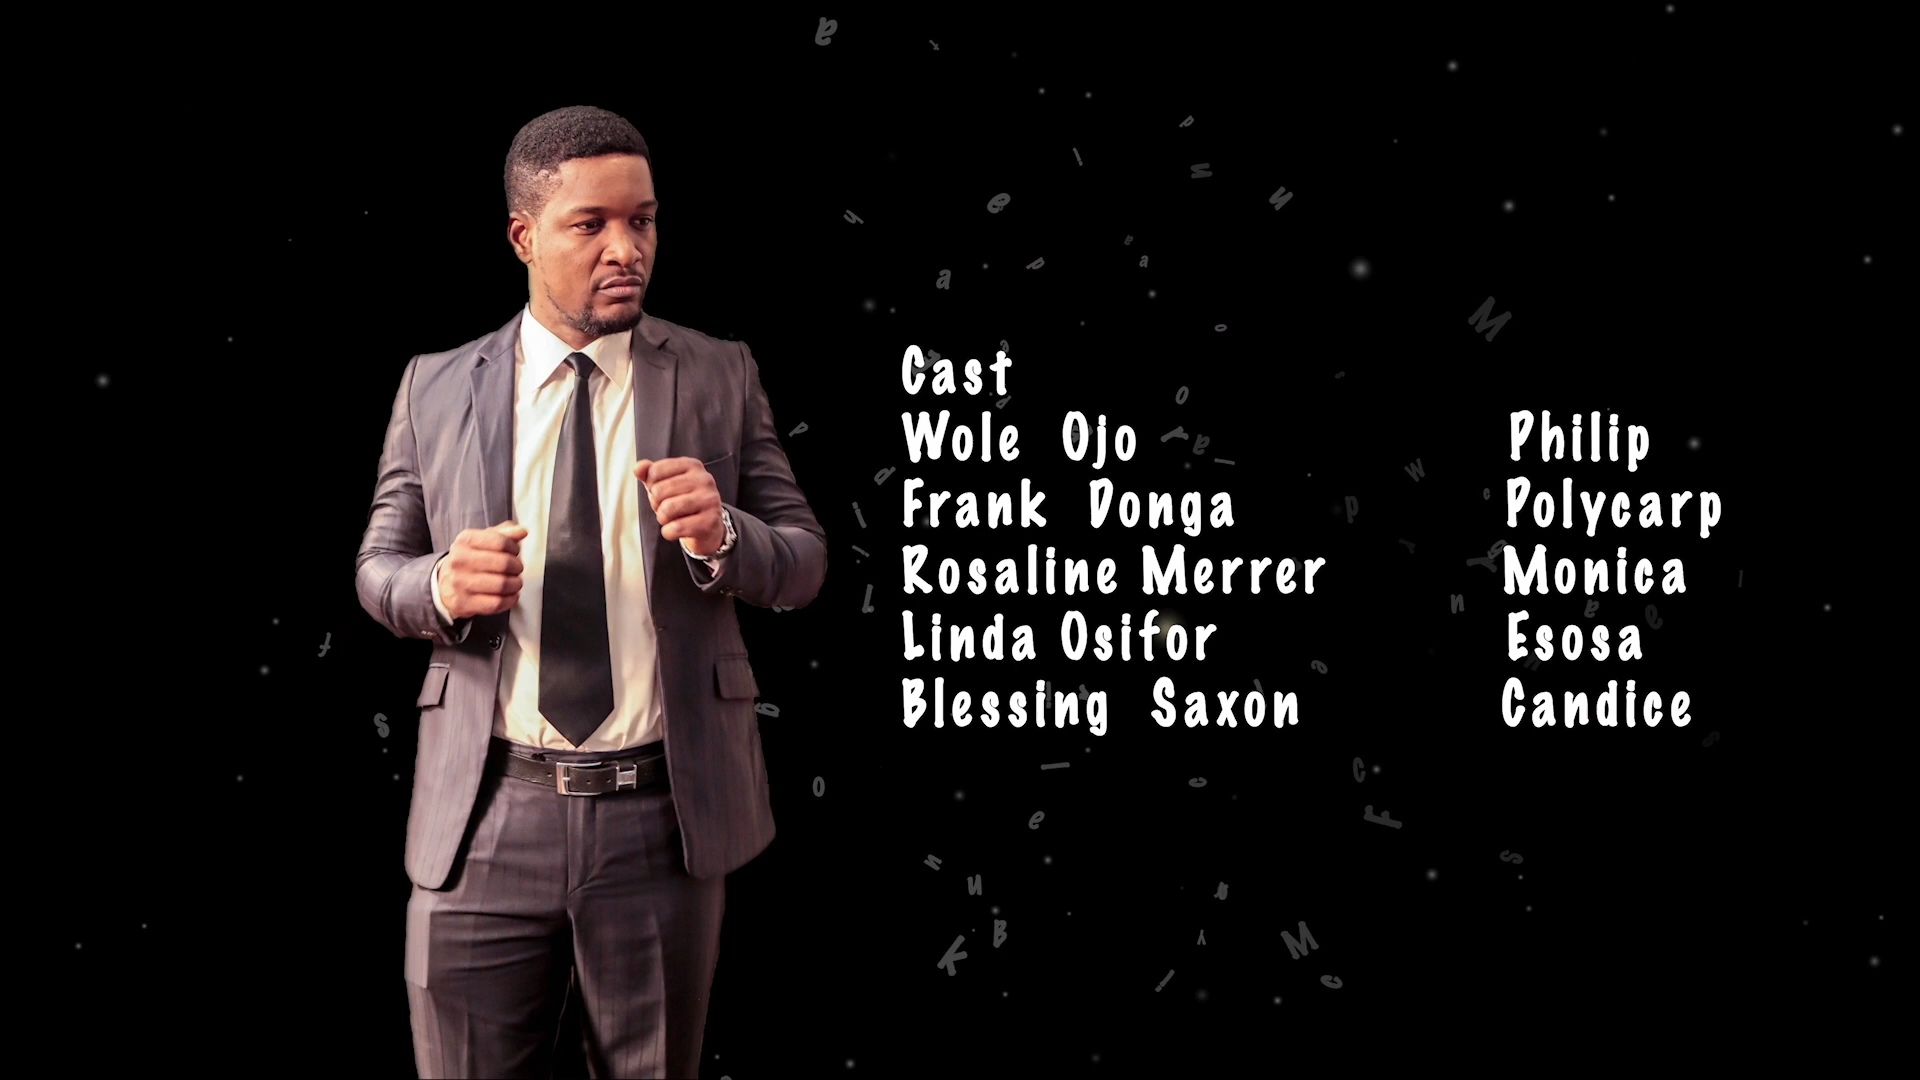 Cast
Wole Ojo Philip
Frank Donga Polycarp
Rosaline Merrer Monica
Linda Osifor Esosa
Blessing Saxon Candice